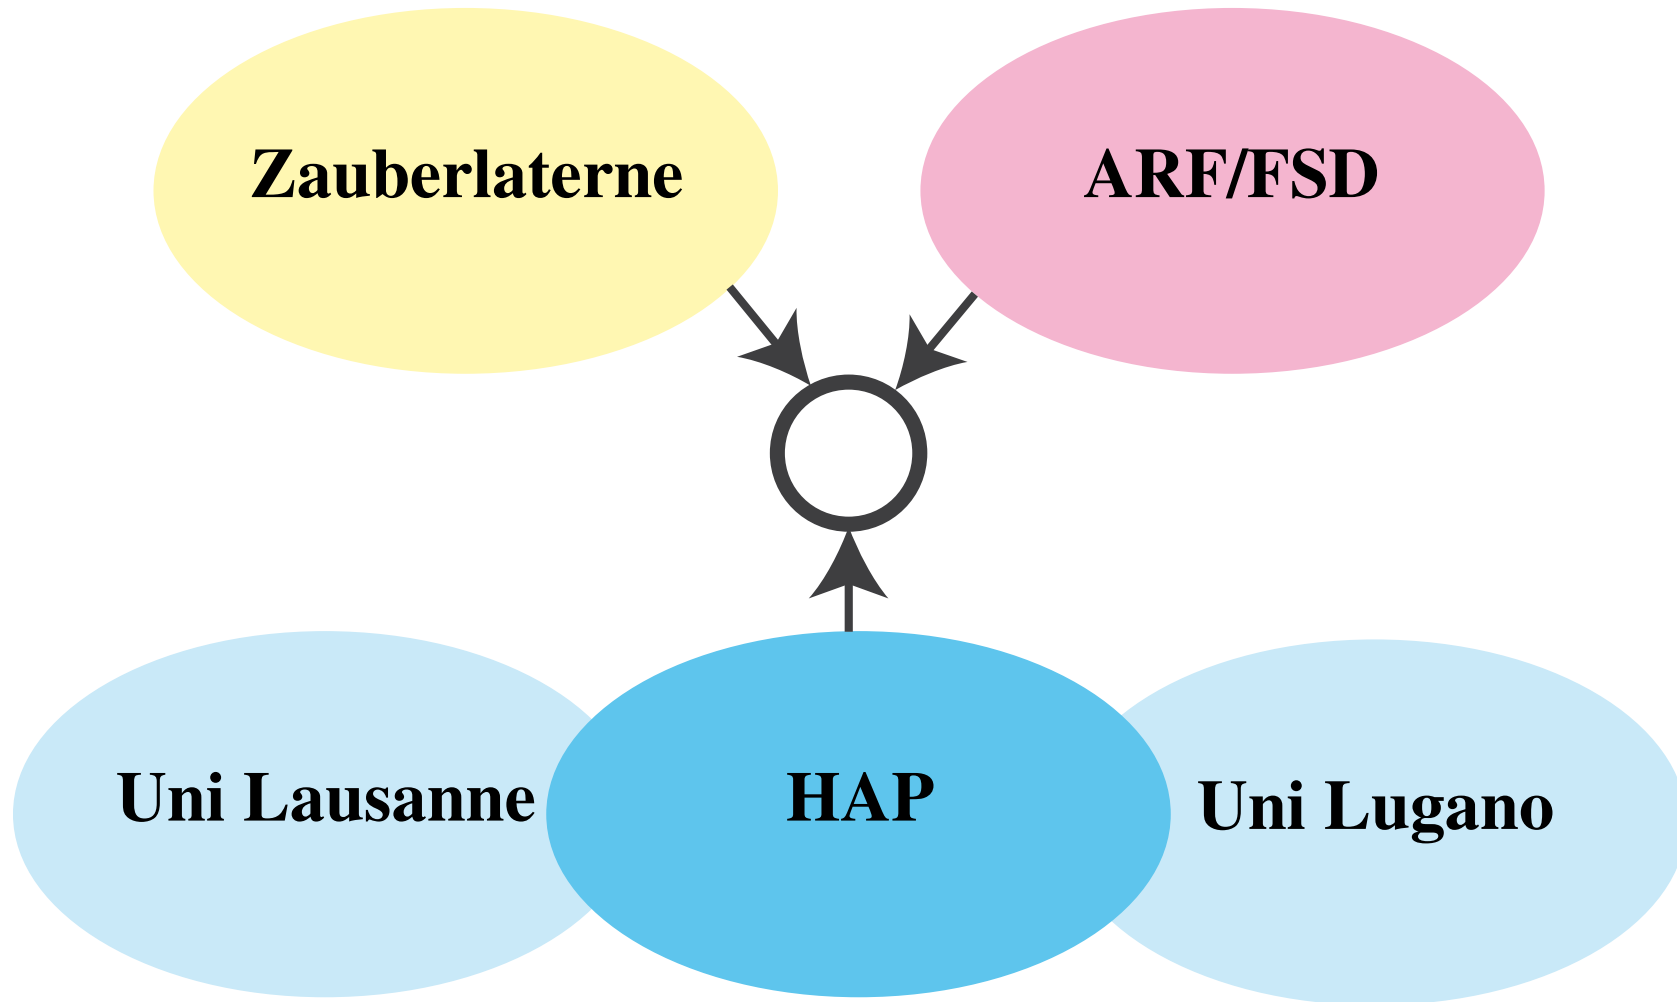 Zauberlaterne
ARF/FSD
Uni Lausanne
HAP
Uni Lugano